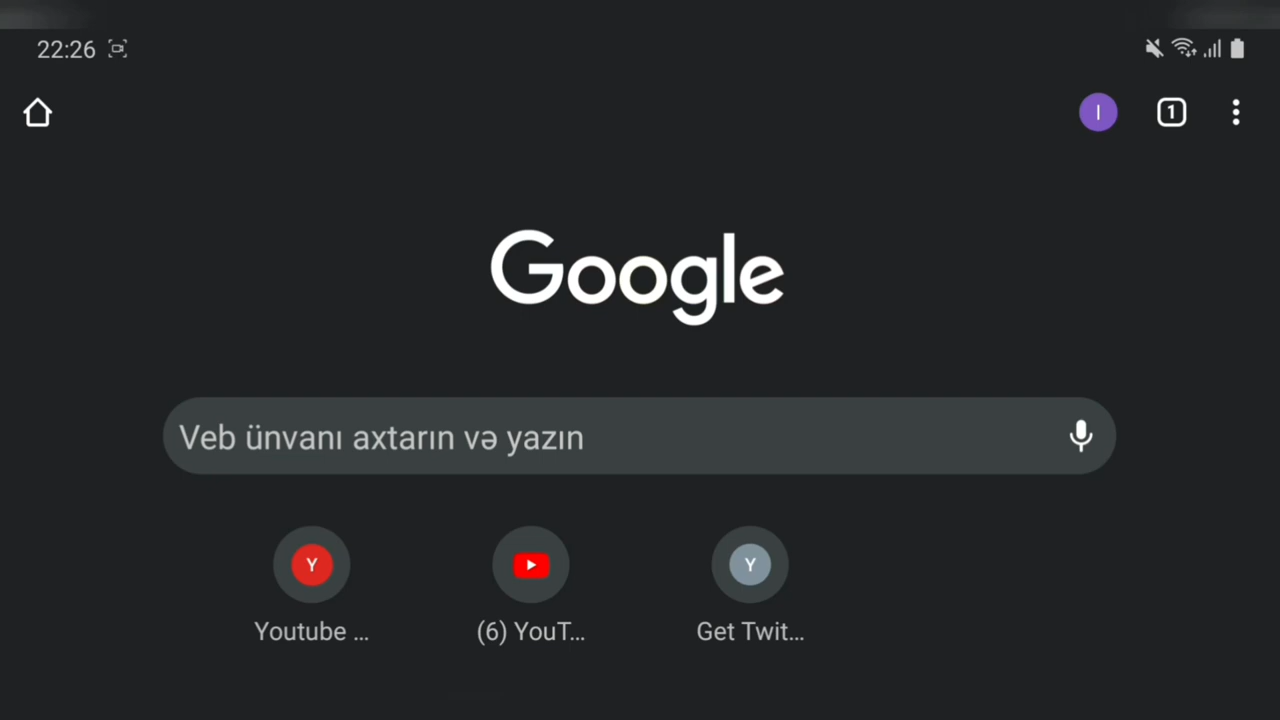 22:26
I
1
Google
Veb ünvanı axtarın və yazın
Y
Y
Youtube ...
(6) YouT...
Get Twit...